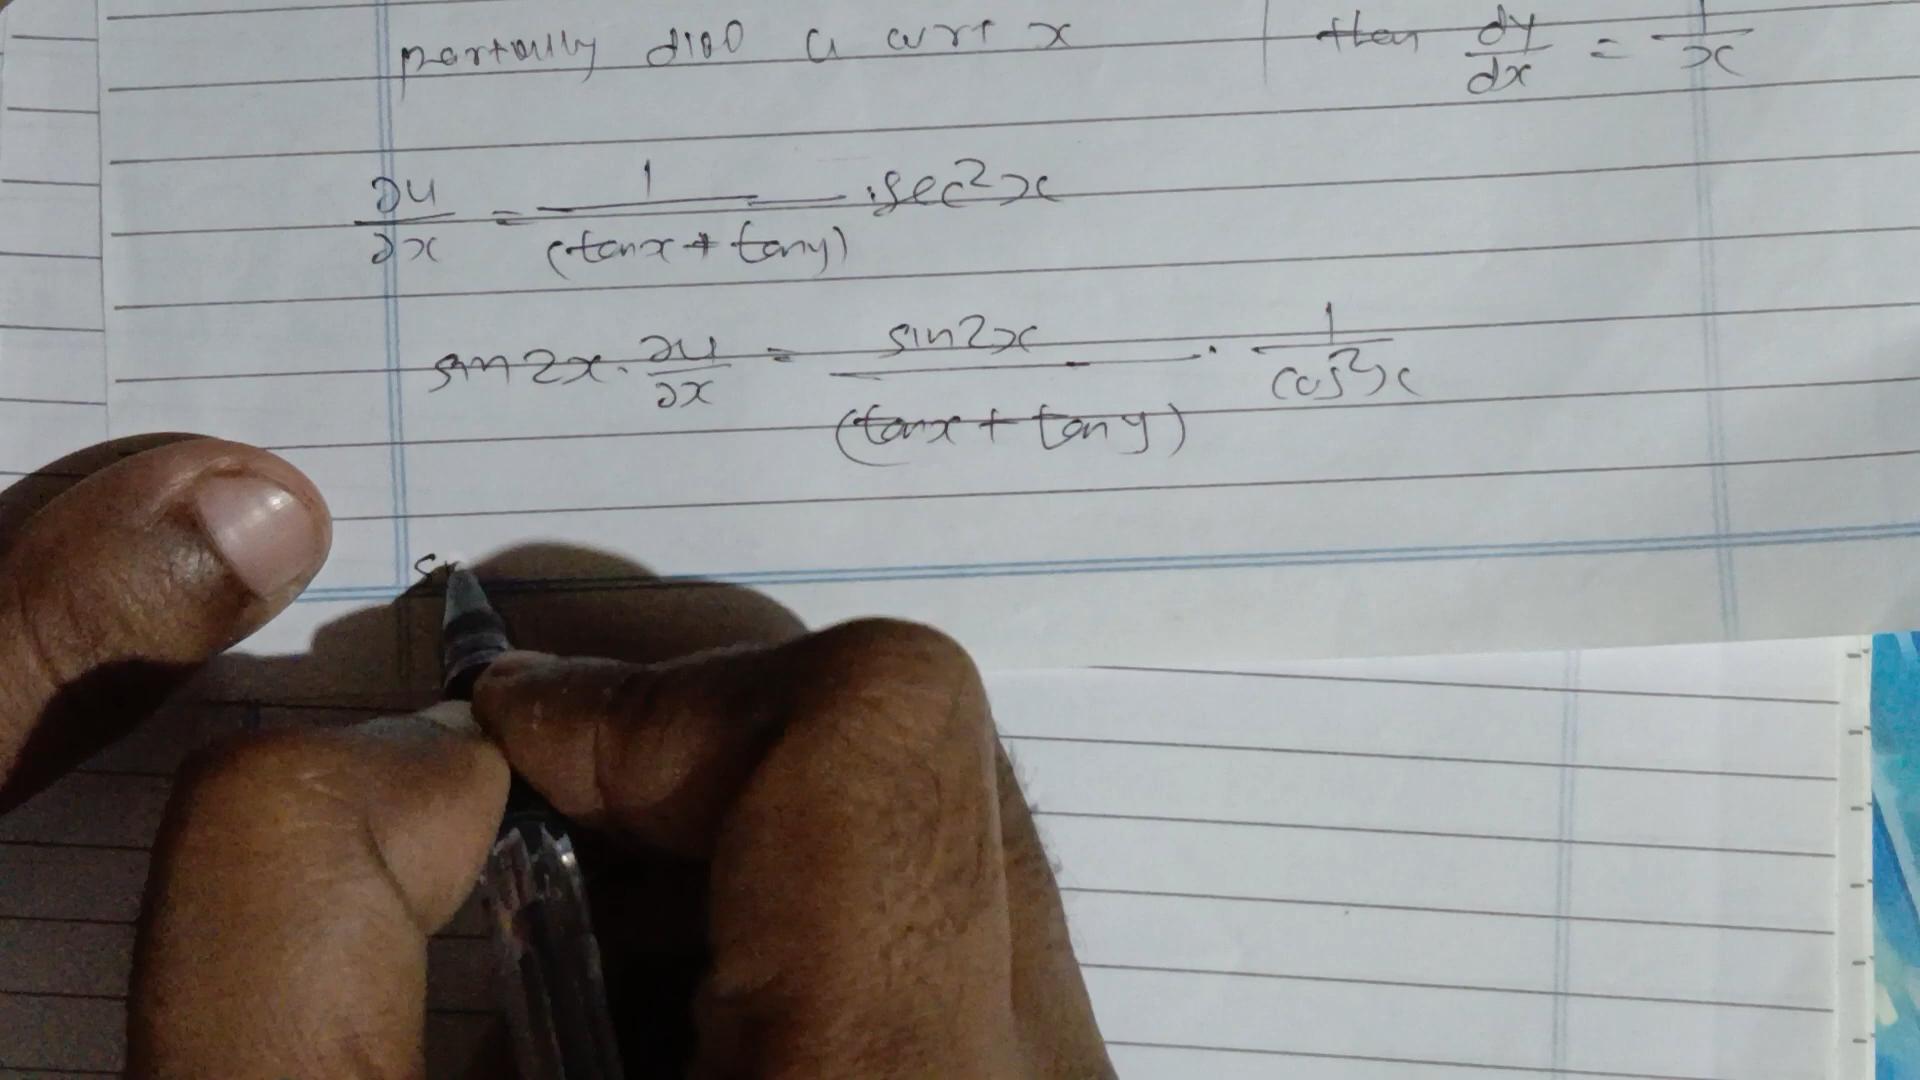 partially diff u wrt x
then dy/dx = 1/x
∂u/∂x = 1/(tanx + tany) . sec²x
sin2x . ∂u/∂x = sin2x/(tanx + tany) . 1/cos²x